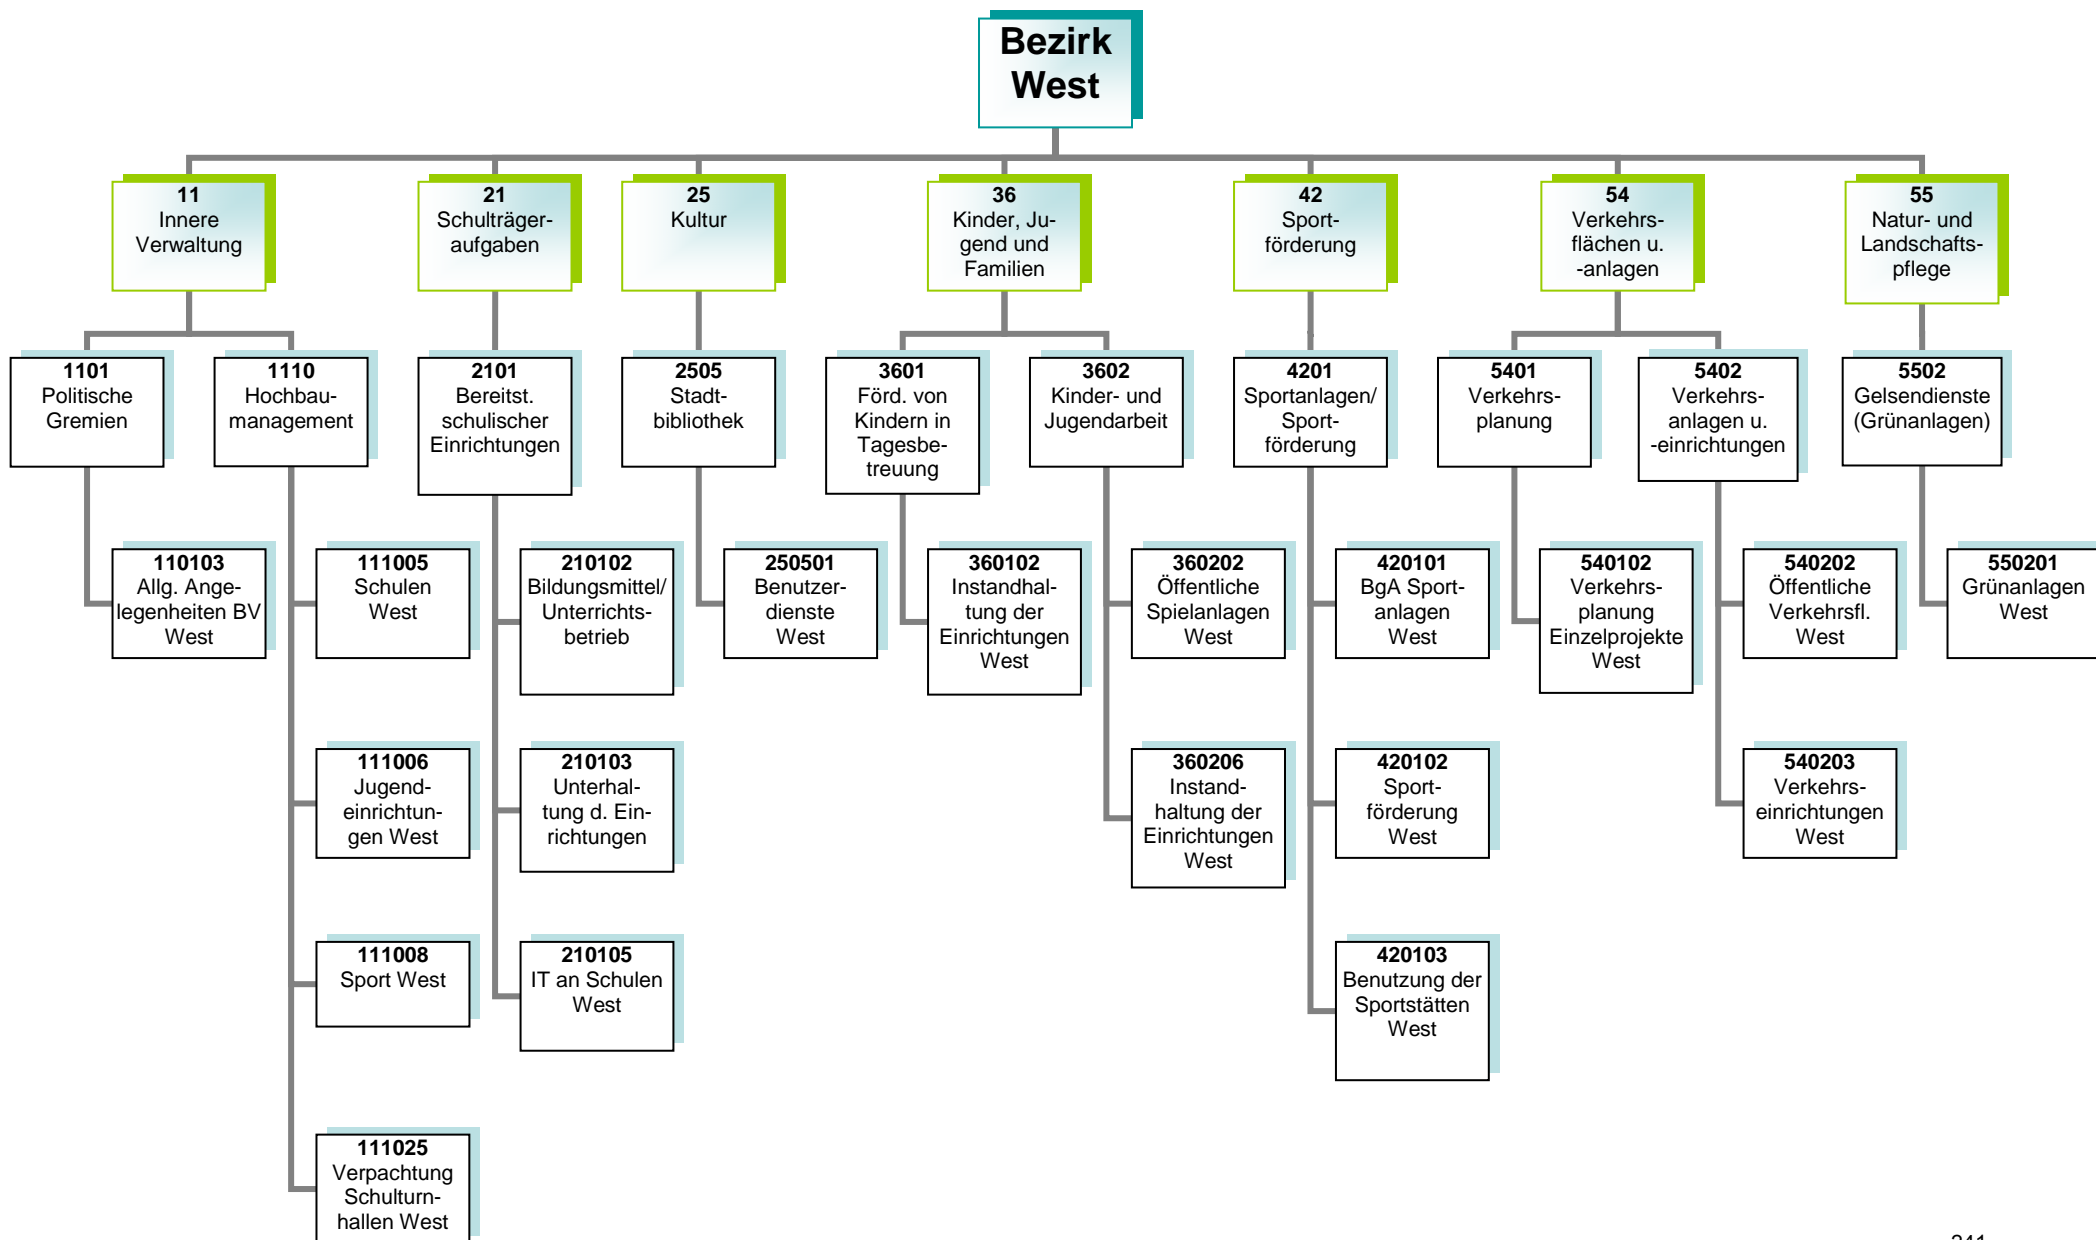 Bezirk
West
11
Innere
Verwaltung
21
Schulträger-
aufgaben
25
Kultur
36
Kinder, Ju-
gend und
Familien
42
Sport-
förderung
54
Verkehrs-
flächen u.
-anlagen
55
Natur- und
Landschafts-
pflege
1101
Politische
Gremien
1110
Hochbau-
management
2101
Bereitst.
schulischer
Einrichtungen
2505
Stadt-
bibliothek
3601
Förd. von
Kindern in
Tagesbe-
treuung
3602
Kinder- und
Jugendarbeit
4201
Sportanlagen/
Sport-
förderung
5401
Verkehrs-
planung
5402
Verkehrs-
anlagen u.
-einrichtungen
5502
Gelsendienste
(Grünanlagen)
110103
Allg. Ange-
legenheiten BV
West
111005
Schulen
West
210102
Bildungsmittel/
Unterrichts-
betrieb
250501
Benutzer-
dienste
West
360102
Instandhal-
tung der
Einrichtungen
West
360202
Öffentliche
Spielanlagen
West
420101
BgA Sport-
anlagen
West
540102
Verkehrs-
planung
Einzelprojekte
West
540202
Öffentliche
Verkehrsfl.
West
550201
Grünanlagen
West
111006
Jugend-
einrichtun-
gen West
210103
Unterhal-
tung d. Ein-
richtungen
360206
Instand-
haltung der
Einrichtungen
West
420102
Sport-
förderung
West
540203
Verkehrs-
einrichtungen
West
111008
Sport West
210105
IT an Schulen
West
420103
Benutzung der
Sportstätten
West
111025
Verpachtung
Schulturn-
hallen West
241